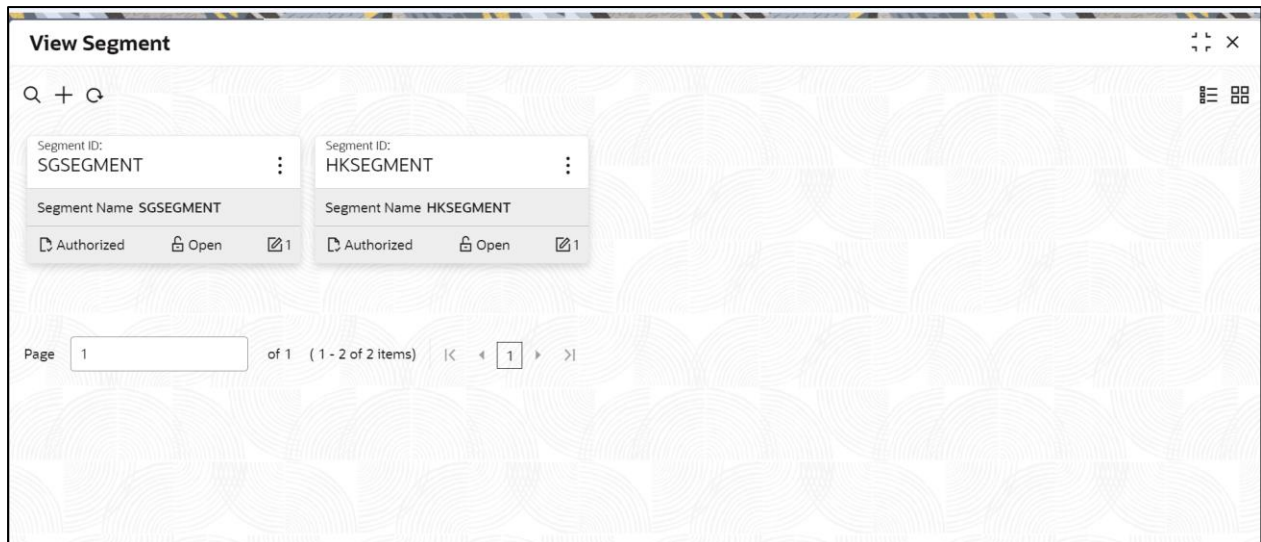 View Segment
Segment ID: Segment ID:
SGSEGMENT HKSEGMENT
Segment Name SGSEGMENT Segment Name HKSEGMENT
Authorized Open 1 Authorized Open 1
Page 1 of 1 ( 1 - 2 of 2 items) 1